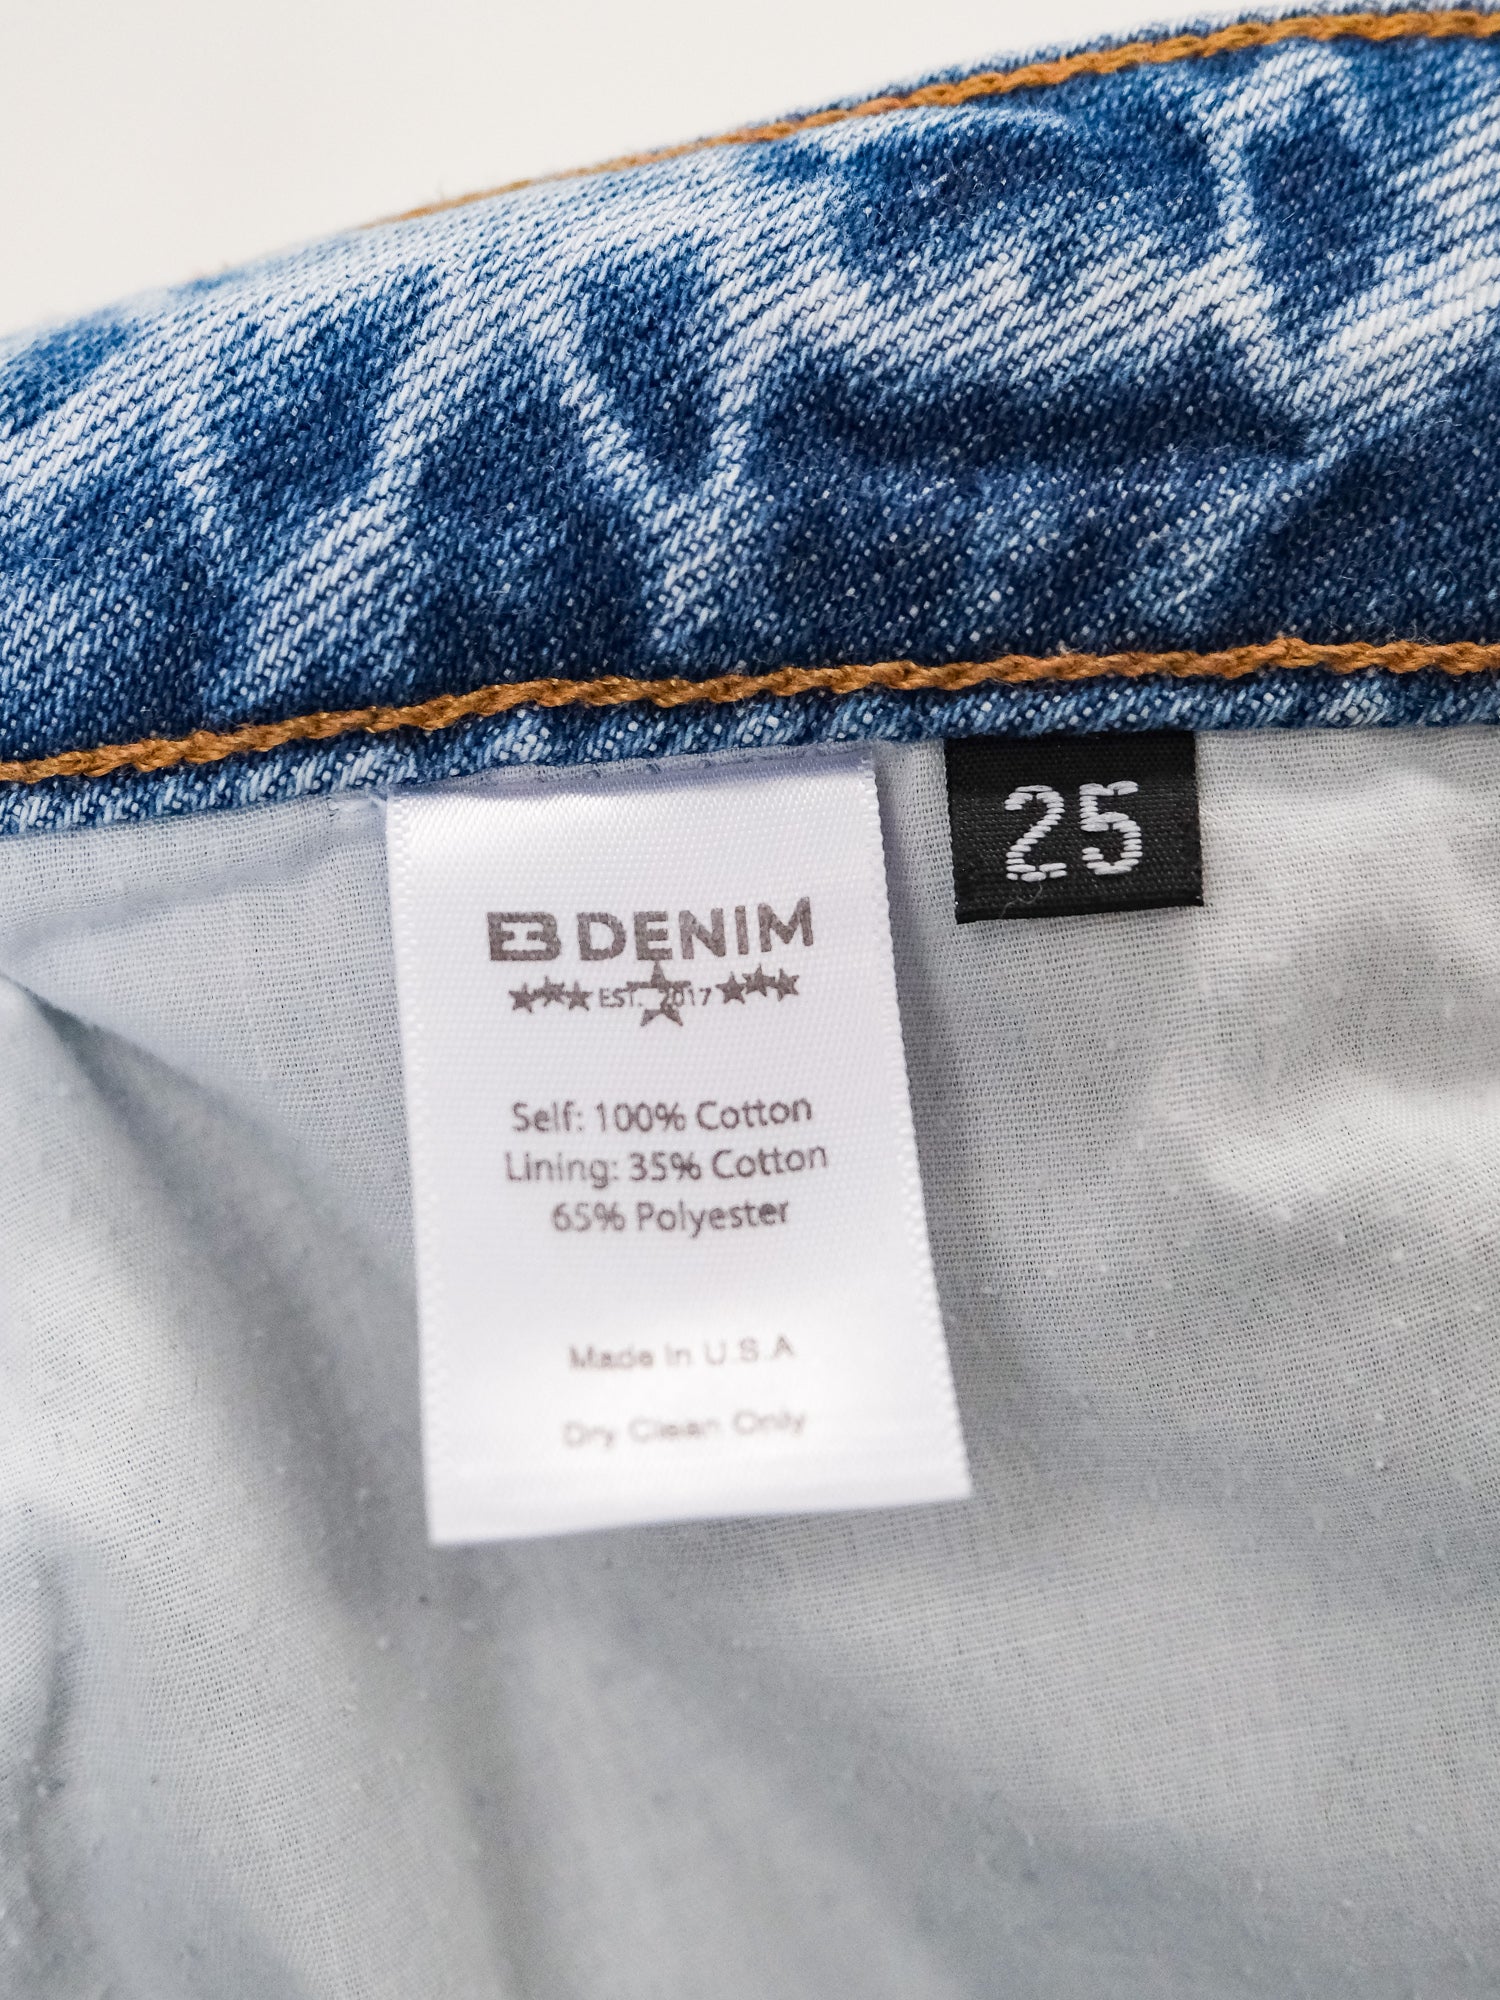 EB DENIM
EST. 2017
25
Self: 100% Cotton
Lining: 35% Cotton
65% Polyester
Made In U.S.A
Dry Clean Only